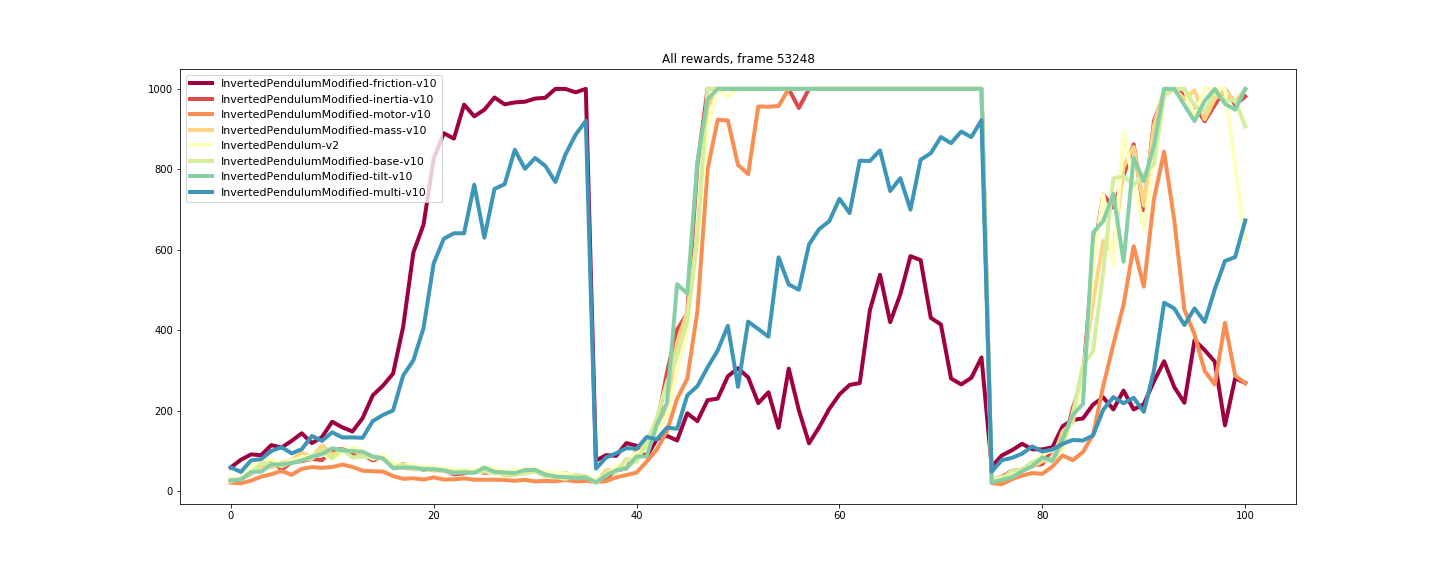 All rewards, frame 53248
1000
800
600
400
200
0
InvertedPendulumModified-friction-v10
InvertedPendulumModified-inertia-v10
InvertedPendulumModified-motor-v10
InvertedPendulumModified-mass-v10
InvertedPendulum-v2
InvertedPendulumModified-base-v10
InvertedPendulumModified-tilt-v10
InvertedPendulumModified-multi-v10
0 20 40 60 80 100